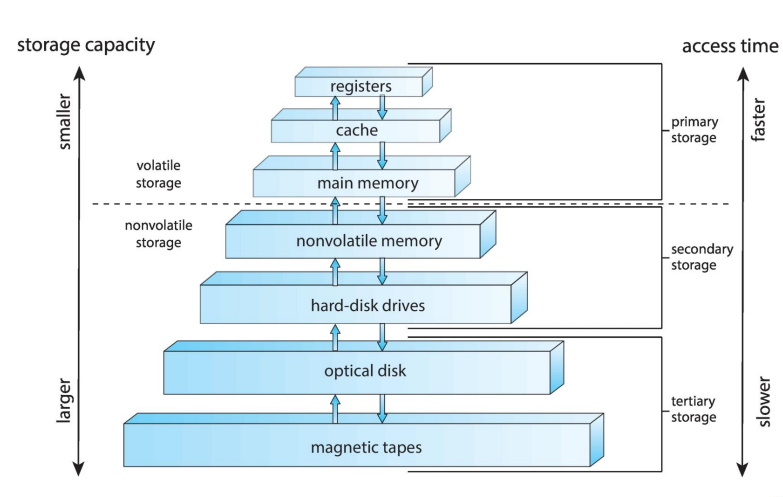 storage capacity
access time
smaller
larger
volatile
storage
nonvolatile
storage
registers
cache
main memory
nonvolatile memory
hard-disk drives
optical disk
magnetic tapes
primary
storage
secondary
storage
tertiary
storage
faster
slower